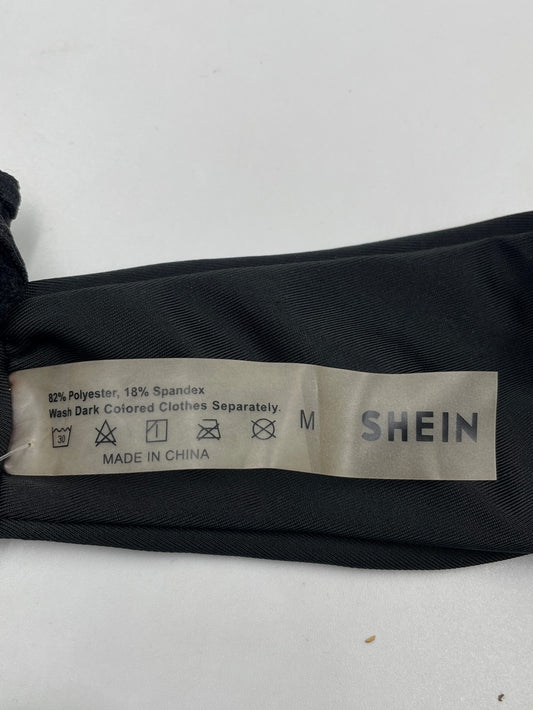 82% Polyester, 18% Spandex
Wash Dark Colored Clothes Separately.
30
MADE IN CHINA
M
SHEIN